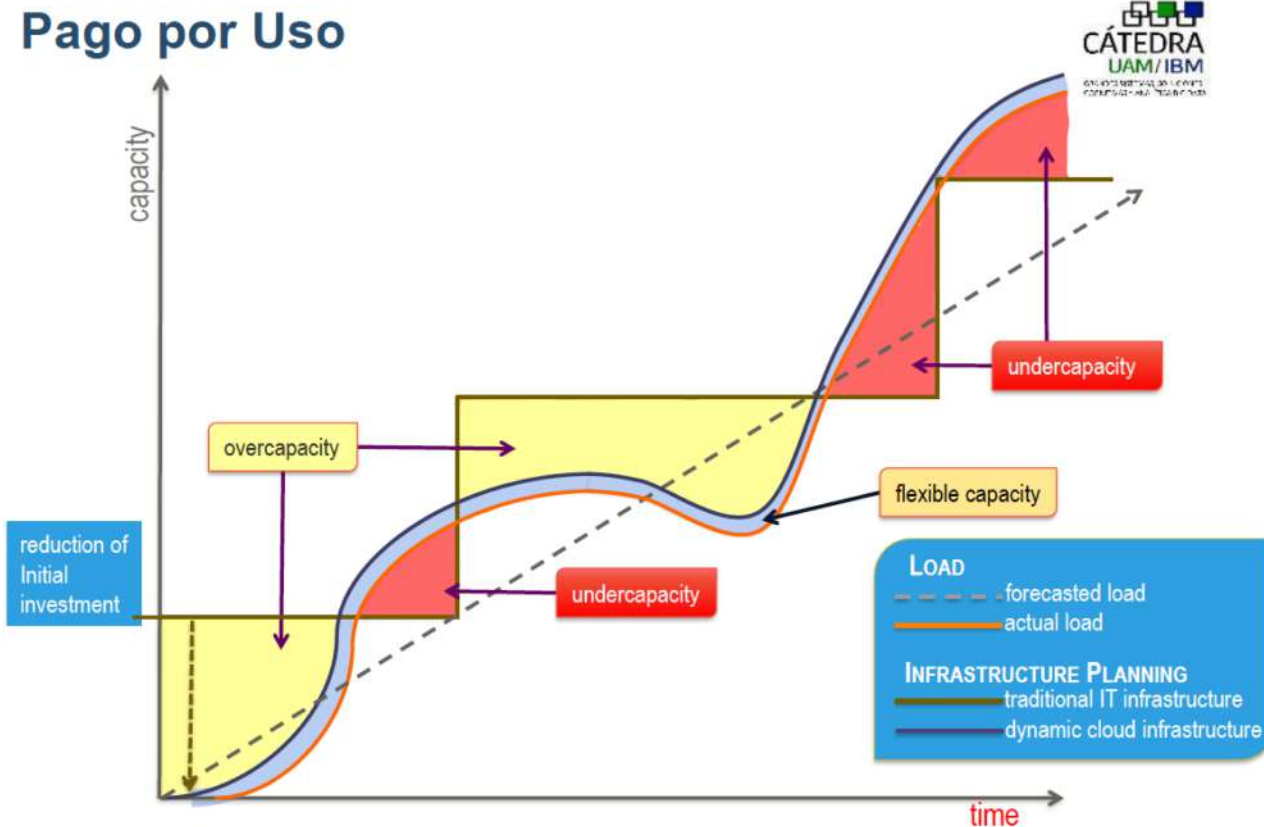 Pago por Uso
CÁTEDRA
UAM/IBM
capacity
overcapacity
undercapacity
flexible capacity
reduction of
Initial
investment
undercapacity
LOAD
forecasted load
actual load
INFRASTRUCTURE PLANNING
traditional IT infrastructure
dynamic cloud infrastructure
time